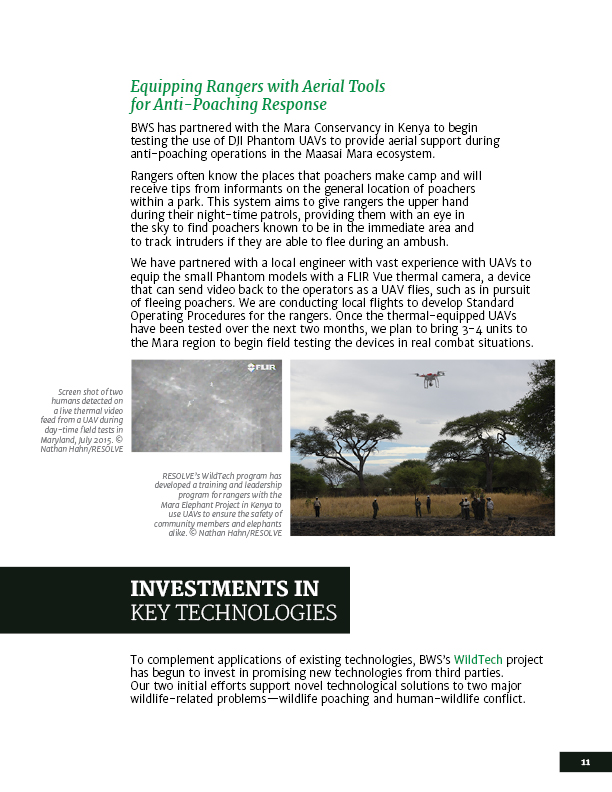 Equipping Rangers with Aerial Tools
for Anti-Poaching Response
BWS has partnered with the Mara Conservancy in Kenya to begin
testing the use of DJI Phantom UAVs to provide aerial support during
anti-poaching operations in the Maasai Mara ecosystem.
Rangers often know the places that poachers make camp and will
receive tips from informants on the general location of poachers
within a park. This system aims to give rangers the upper hand
during their night-time patrols, providing them with an eye in
the sky to find poachers known to be in the immediate area and
to track intruders if they are able to flee during an ambush.
We have partnered with a local engineer with vast experience with UAVs to
equip the small Phantom models with a FLIR Vue thermal camera, a device
that can send video back to the operators as a UAV flies, such as in pursuit
of fleeing poachers. We are conducting local flights to develop Standard
Operating Procedures for the rangers. Once the thermal-equipped UAVs
have been tested over the next two months, we plan to bring 3-4 units to
the Mara region to begin field testing the devices in real combat situations.
FLIR
Screen shot of two
humans detected on
a live thermal video
feed from a UAV during
day-time field tests in
Maryland, July 2015. ©
Nathan Hahn/RESOLVE
RESOLVE's WildTech program has
developed a training and leadership
program for rangers with the
Mara Elephant Project in Kenya to
use UAVs to ensure the safety of
community members and elephants
alike. © Nathan Hahn/RESOLVE
INVESTMENTS IN
KEY TECHNOLOGIES
To complement applications of existing technologies, BWS's WildTech project
has begun to invest in promising new technologies from third parties.
Our two initial efforts support novel technological solutions to two major
wildlife-related problems—wildlife poaching and human-wildlife conflict.
11